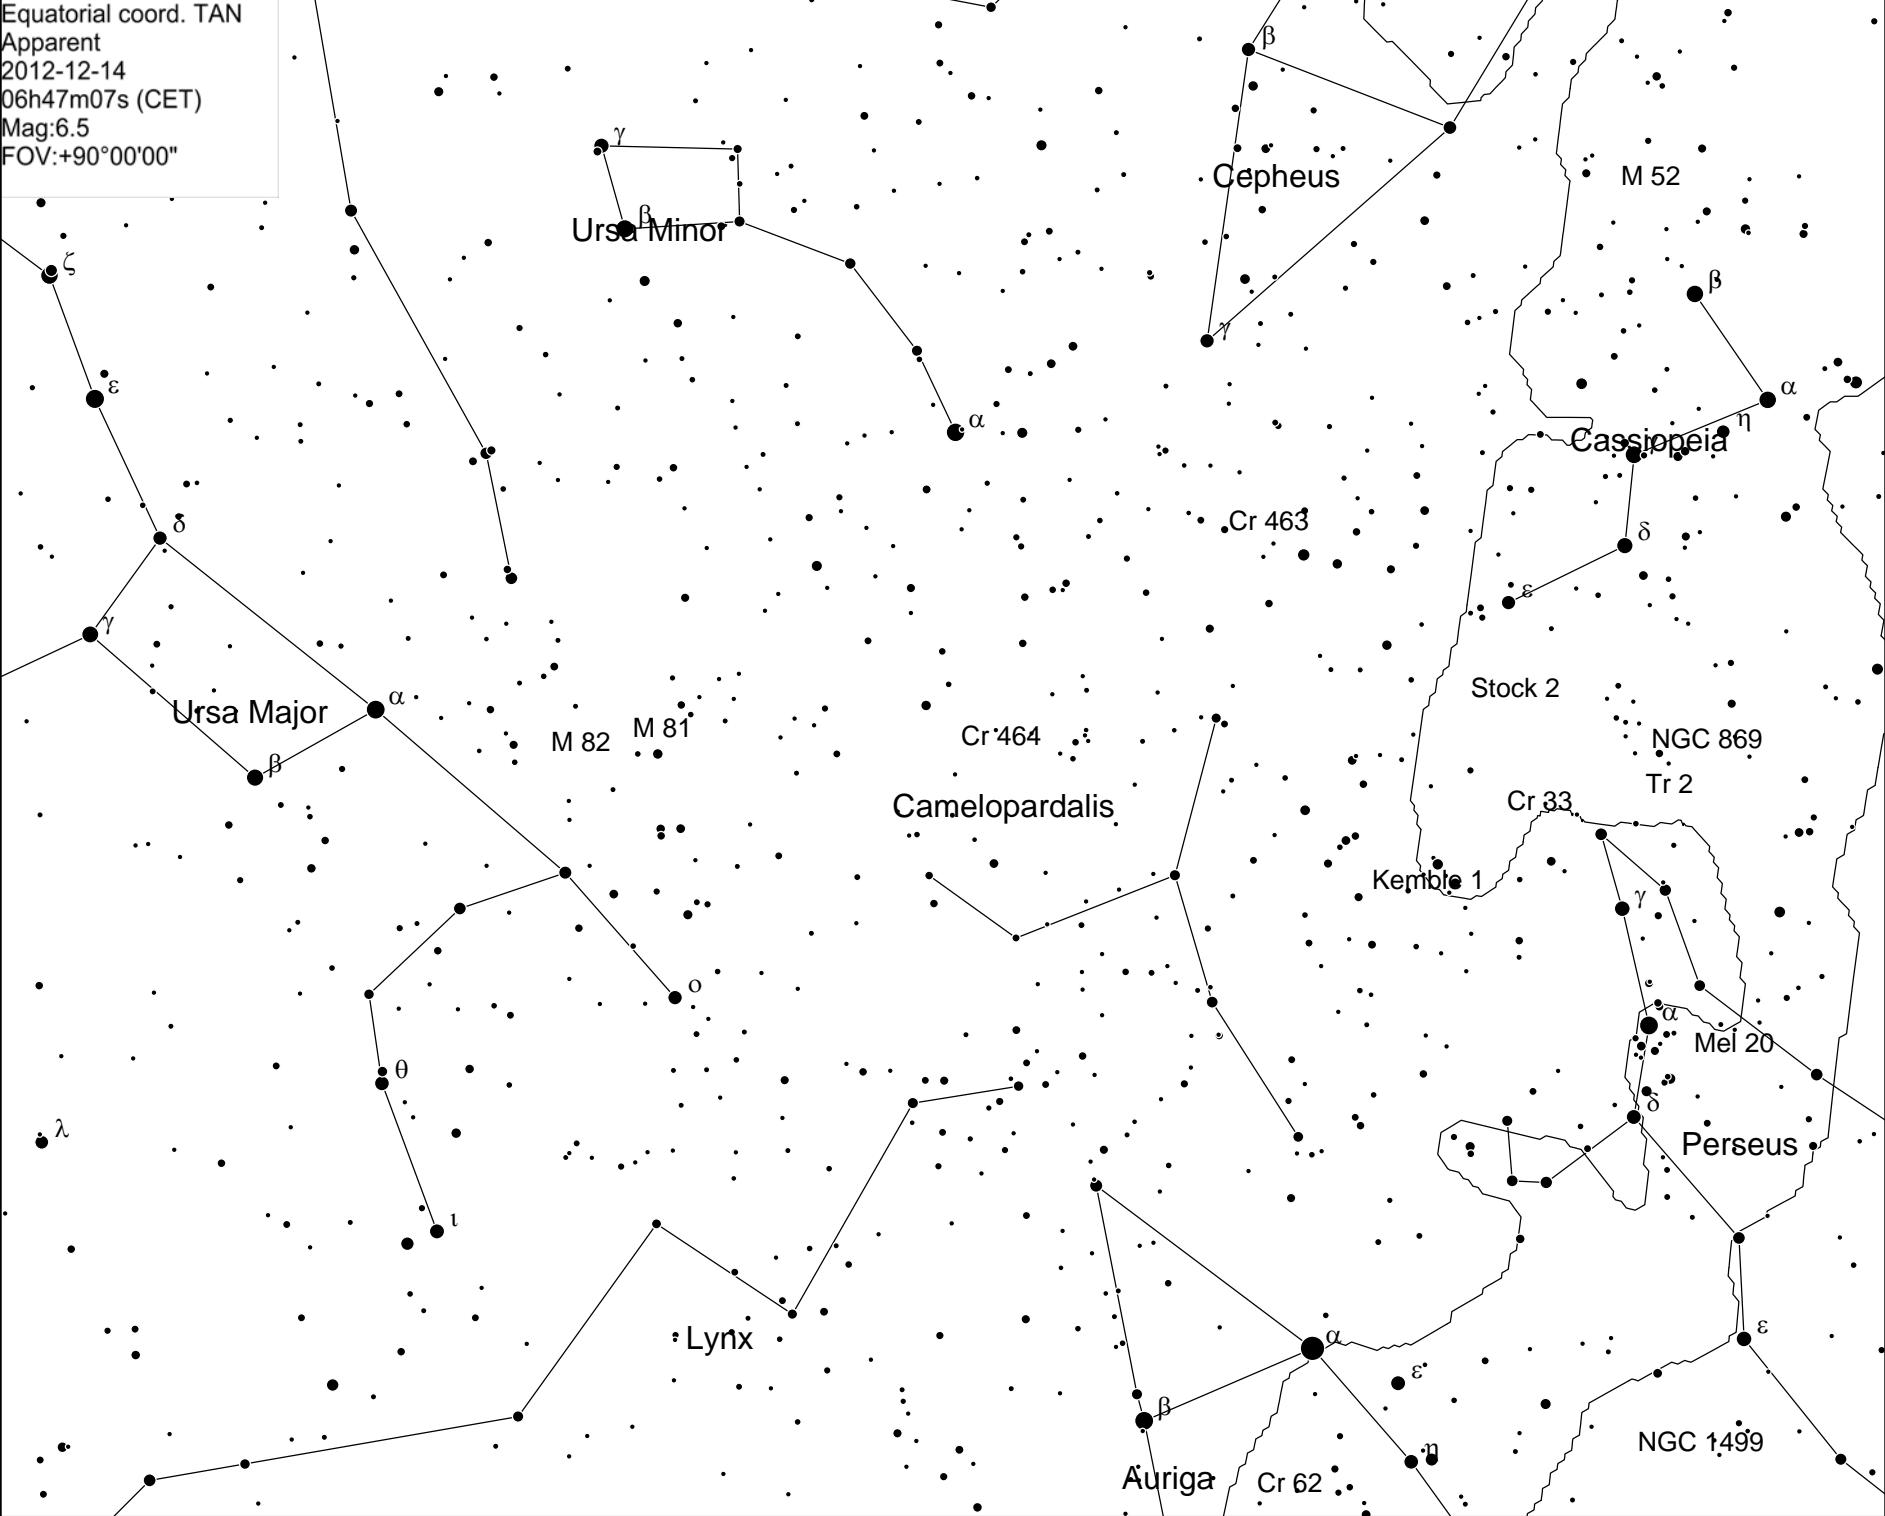 Equatorial coord. TAN
Apparent
2012-12-14
06h47m07s (CET)
Mag:6.5
FOV:+90°00'00"
β
γ
Cepheus
M 52
β
Ursa Minor
ζ
β
γ
ε
α
η
α
Cassiopeia
δ
Cr 463
δ
ε
γ
Stock 2
α
Ursa Major
M 81
M 82
Cr 464
NGC 869
β
Tr 2
Camelopardalis
Cr 33
Kemble 1
γ
ο
α
Mel 20
θ
δ
λ
Perseus
ι
ε
α
Lynx
ε
β
η
NGC 1499
Auriga
Cr 62